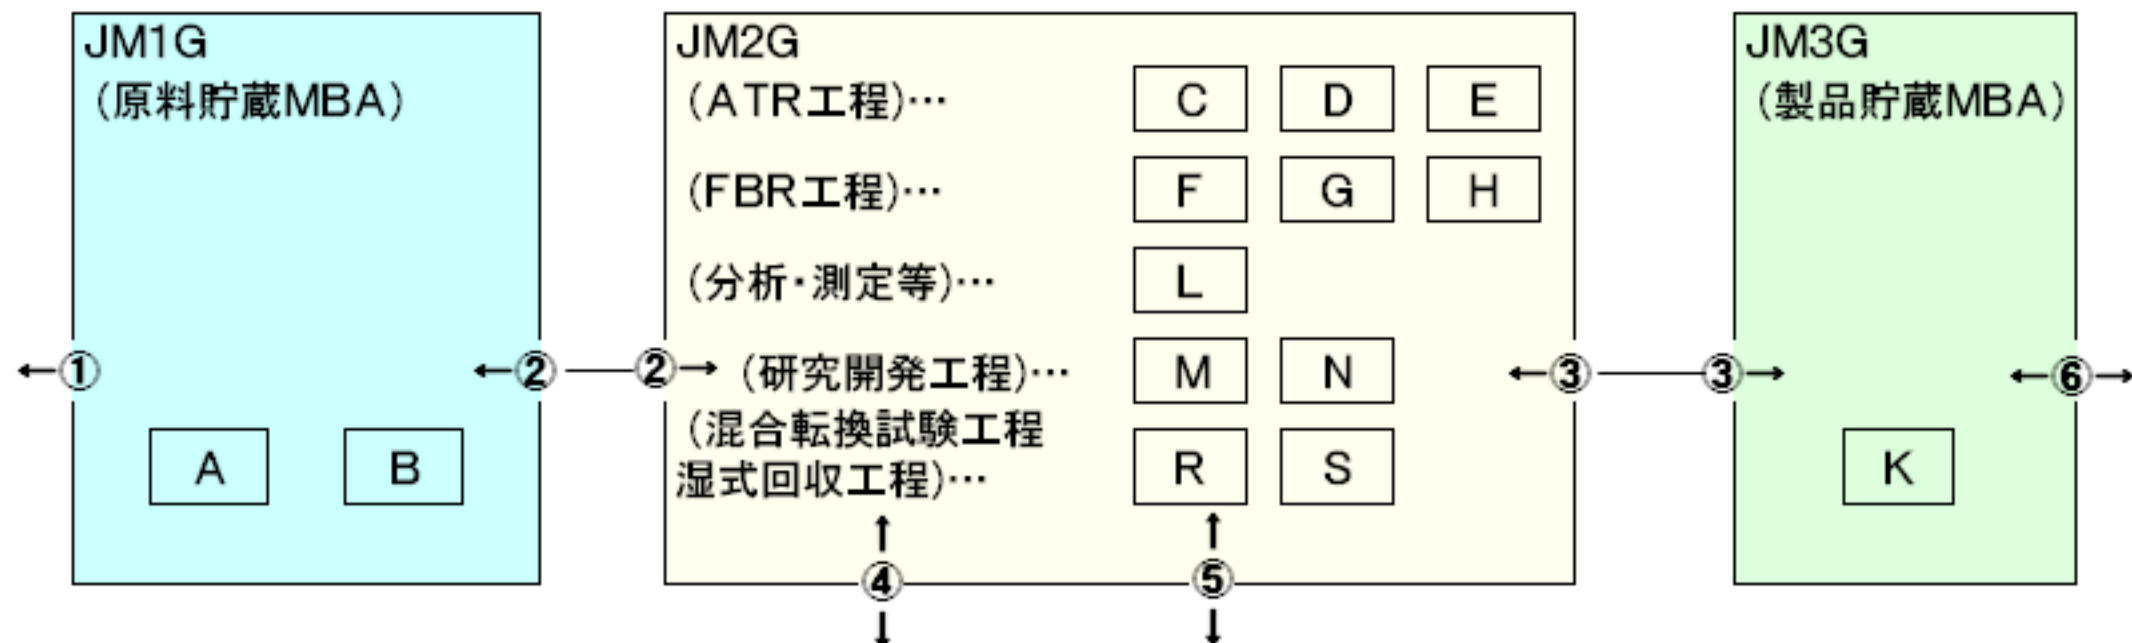 JM1G
(原料貯蔵MBA)
A B
JM2G
(ATR工程)… C D E
(FBR工程)… F G H
(分析・測定等)… L
(研究開発工程)… M N
(混合転換試験工程
湿式回収工程)… R S
JM3G
(製品貯蔵MBA)
K
① ② ② ③ ③ ⑥
④ ⑤